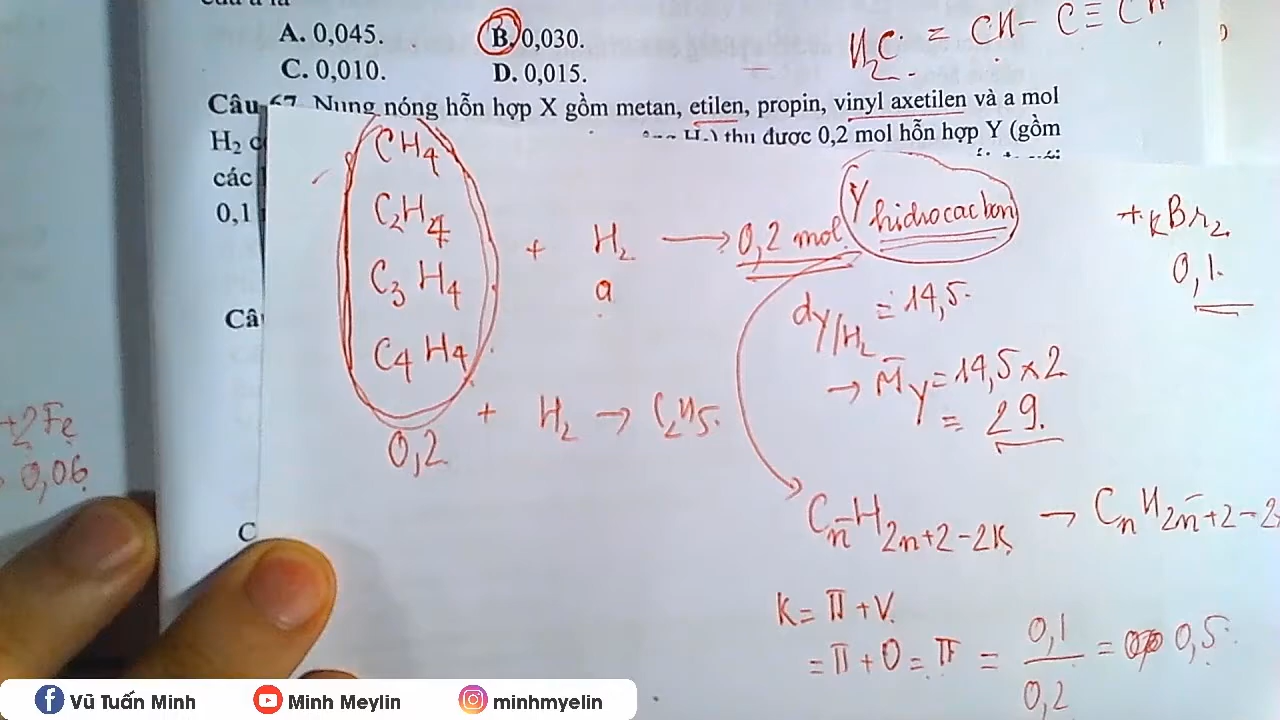 A. 0,045.
B. 0,030.
C. 0,010.
D. 0,015.
H₂C = CH - C ≡ CH
Câu 67. Nung nóng hỗn hợp X gồm metan, etilen, propin, vinyl axetilen và a mol
H₂ thu được 0,2 mol hỗn hợp Y (gồm
các
0,1
Câ
C
CH₄
C₂H₄
C₃H₄
C₄H₄
0,2
+ H₂ → 0,2 mol Y hidrocacbon
a
+ H₂ → C₂H₅.
+ kBr₂
0,1
dY/H₂ = 14,5.
→ M̄Y = 14,5 x 2
= 29.
Cn̄H2n+2-2k → CnH2n̄+2-2
K = π + V
= π + 0 = π = 0,1/0,2 = 0,5.
+2Fe
0,06
Vũ Tuấn Minh
Minh Meylin
minhmyelin